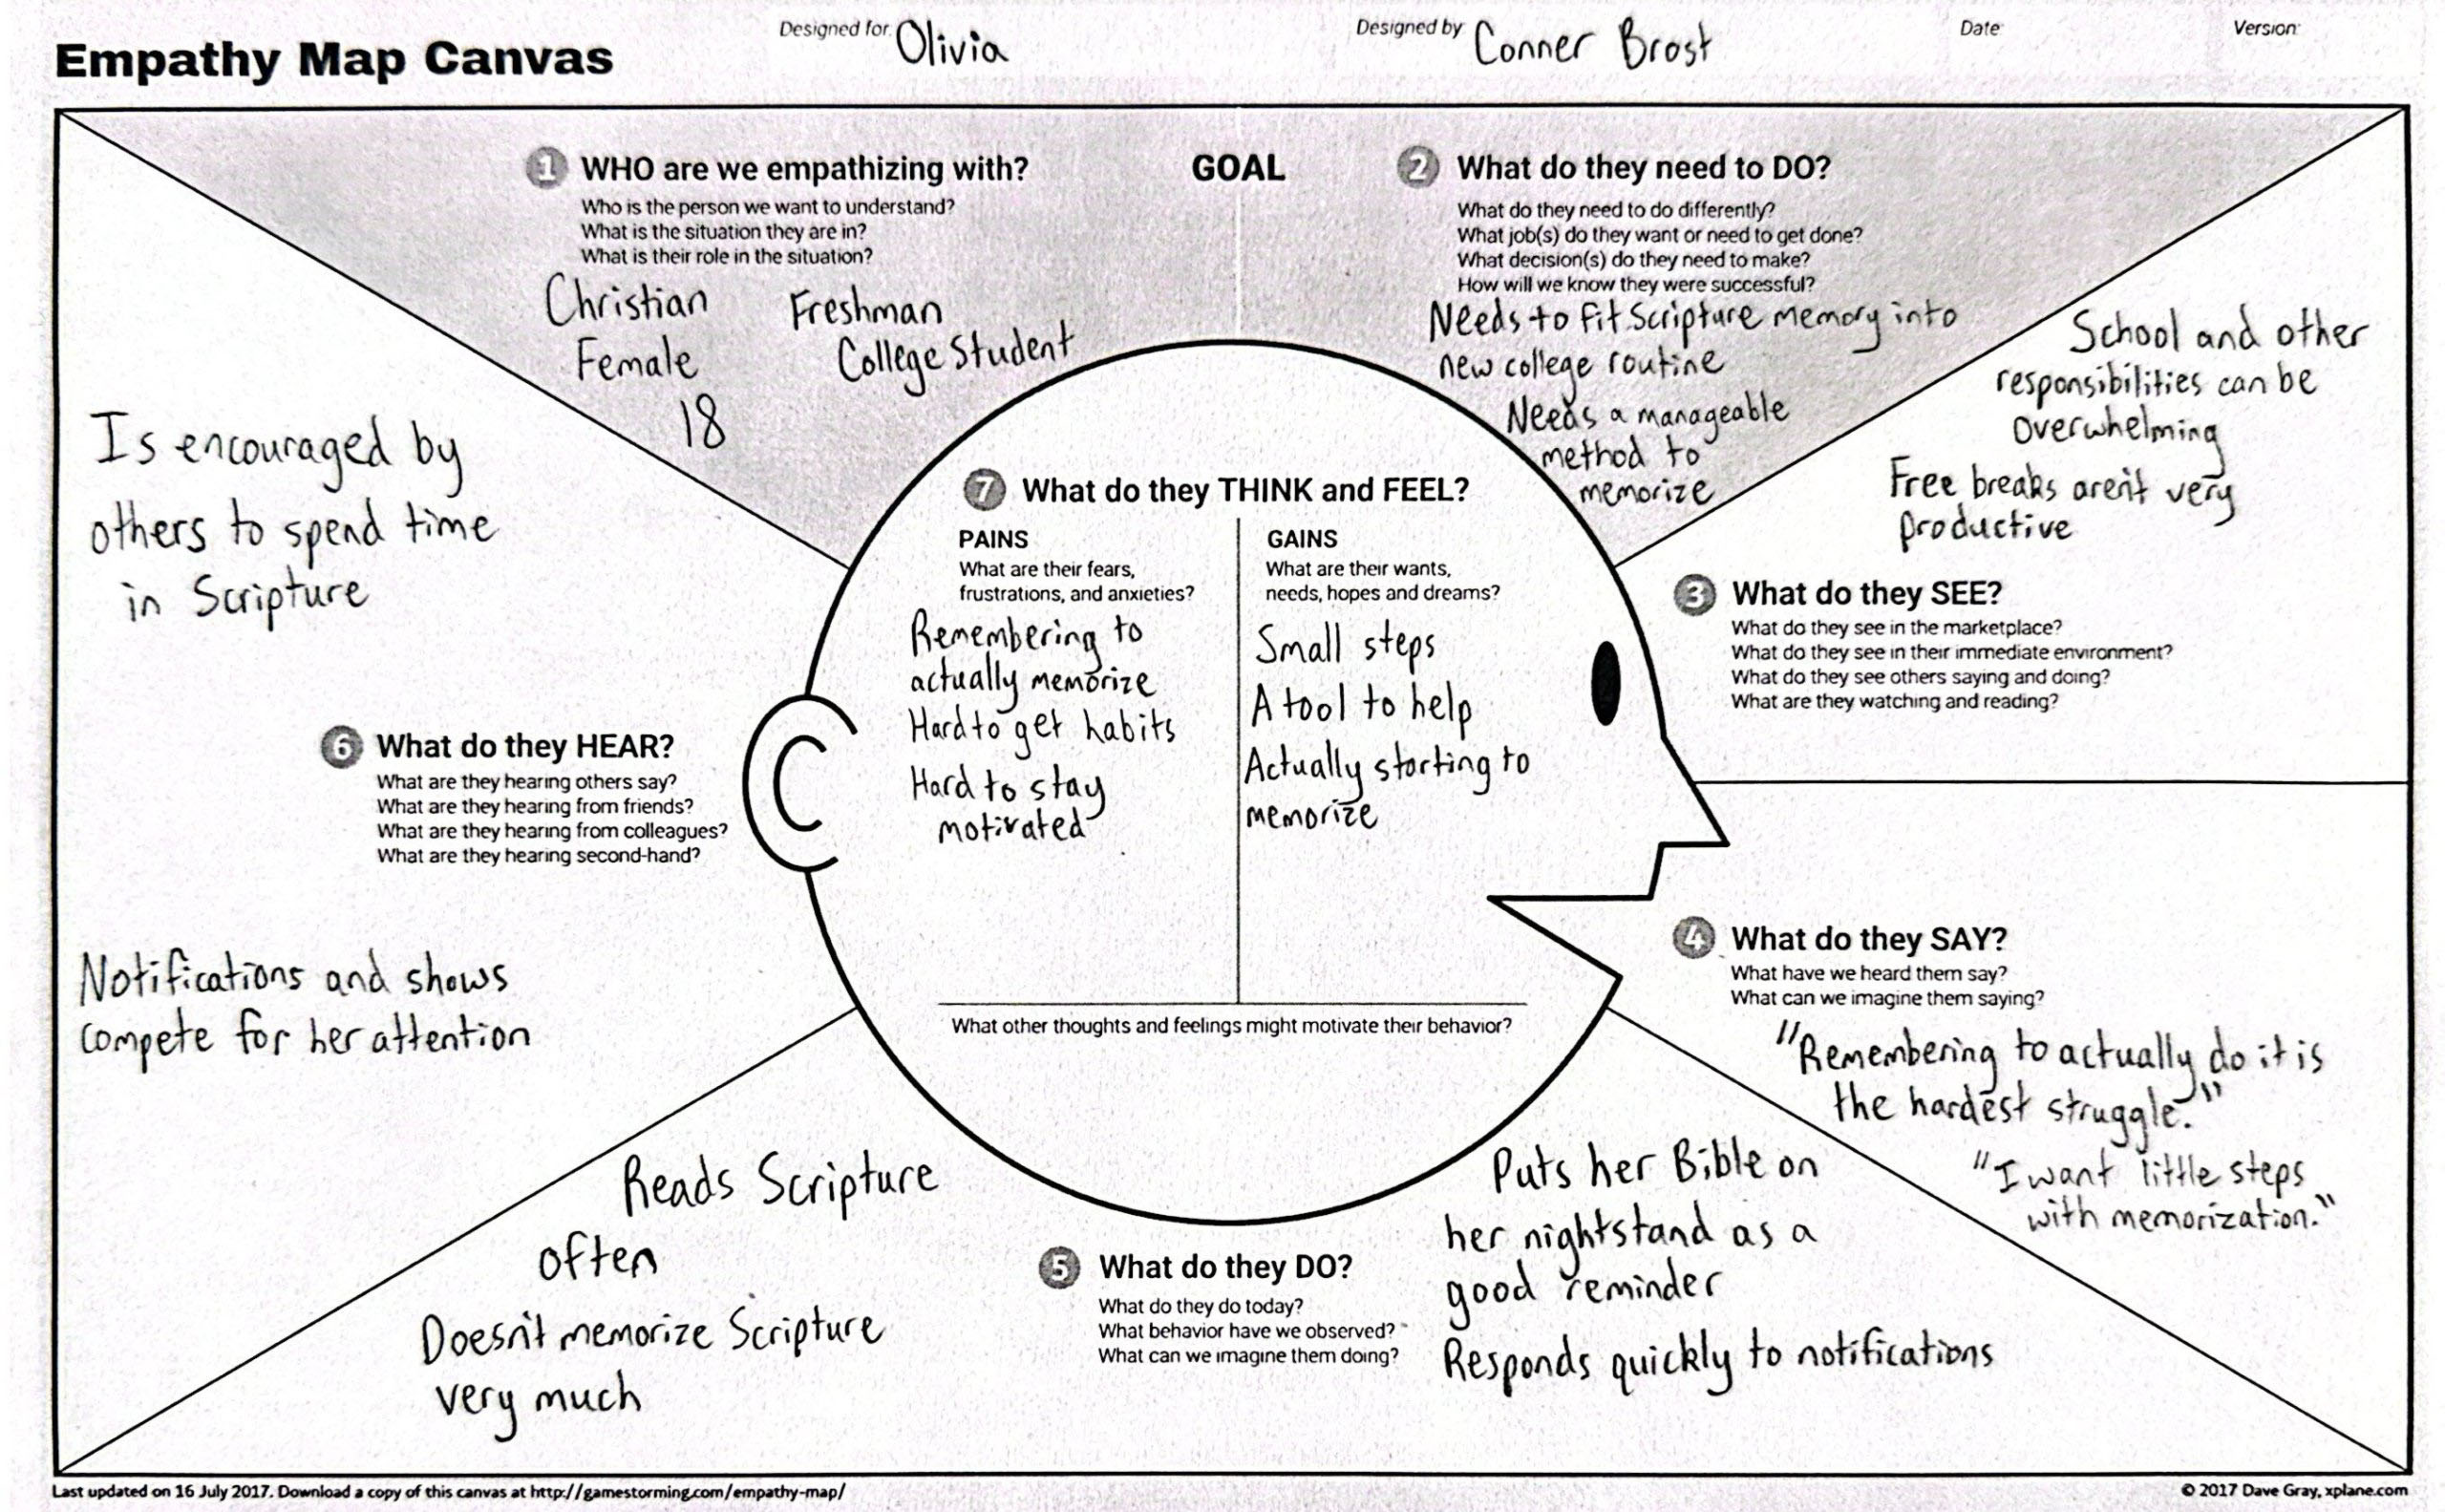 Empathy Map Canvas
Designed for:
Olivia
Designed by:
Conner Brost
Date:
Version:
1 WHO are we empathizing with?
Who is the person we want to understand?
What is the situation they are in?
What is their role in the situation?
Christian
Female
18
Freshman
College Student
GOAL
2 What do they need to DO?
What do they need to do differently?
What job(s) do they want or need to get done?
What decision(s) do they need to make?
How will we know they were successful?
Needs to fit Scripture memory into
new college routine
Needs a manageable
method to
memorize
School and other
responsibilities can be
overwhelming
Free breaks aren't very
productive
3 What do they SEE?
What do they see in the marketplace?
What do they see in their immediate environment?
What do they see others saying and doing?
What are they watching and reading?
4 What do they SAY?
What have we heard them say?
What can we imagine them saying?
"Remembering to actually do it is
the hardest struggle."
"I want little steps
with memorization."
5 What do they DO?
What do they do today?
What behavior have we observed?
What can we imagine them doing?
Reads Scripture
often
Doesn't memorize Scripture
very much
Puts her Bible on
her nightstand as a
good reminder
Responds quickly to notifications
Is encouraged by
others to spend time
in Scripture
6 What do they HEAR?
What are they hearing others say?
What are they hearing from friends?
What are they hearing from colleagues?
What are they hearing second-hand?
Notifications and shows
compete for her attention
7 What do they THINK and FEEL?
PAINS
What are their fears,
frustrations, and anxieties?
Remembering to
actually memorize
Hard to get habits
Hard to stay
motivated
GAINS
What are their wants,
needs, hopes and dreams?
Small steps
A tool to help
Actually starting to
memorize
What other thoughts and feelings might motivate their behavior?
Last updated on 16 July 2017. Download a copy of this canvas at http://gamestorming.com/empathy-map/
© 2017 Dave Gray, xplane.com